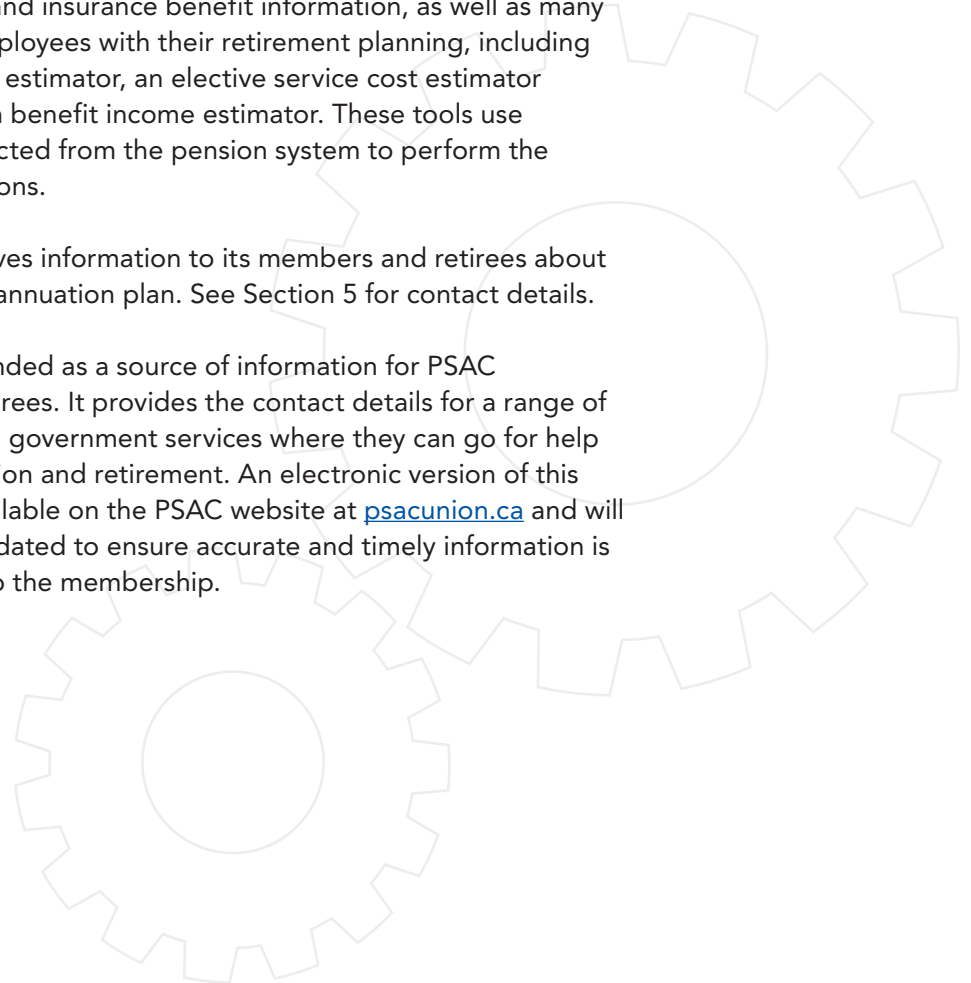 and insurance benefit information, as well as many
ployees with their retirement planning, including
estimator, an elective service cost estimator
benefit income estimator. These tools use
cted from the pension system to perform the
ons.
ves information to its members and retirees about
annuation plan. See Section 5 for contact details.
nded as a source of information for PSAC
rees. It provides the contact details for a range of
government services where they can go for help
ion and retirement. An electronic version of this
ilable on the PSAC website at psacunion.ca and will
dated to ensure accurate and timely information is
o the membership.